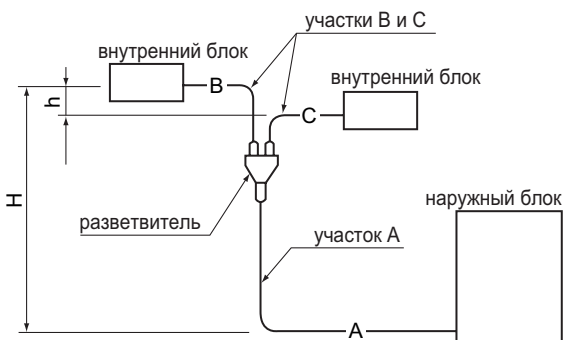 участки B и C
внутренний блок
внутренний блок
B
h
C
H
разветвитель
наружный блок
участок A
A